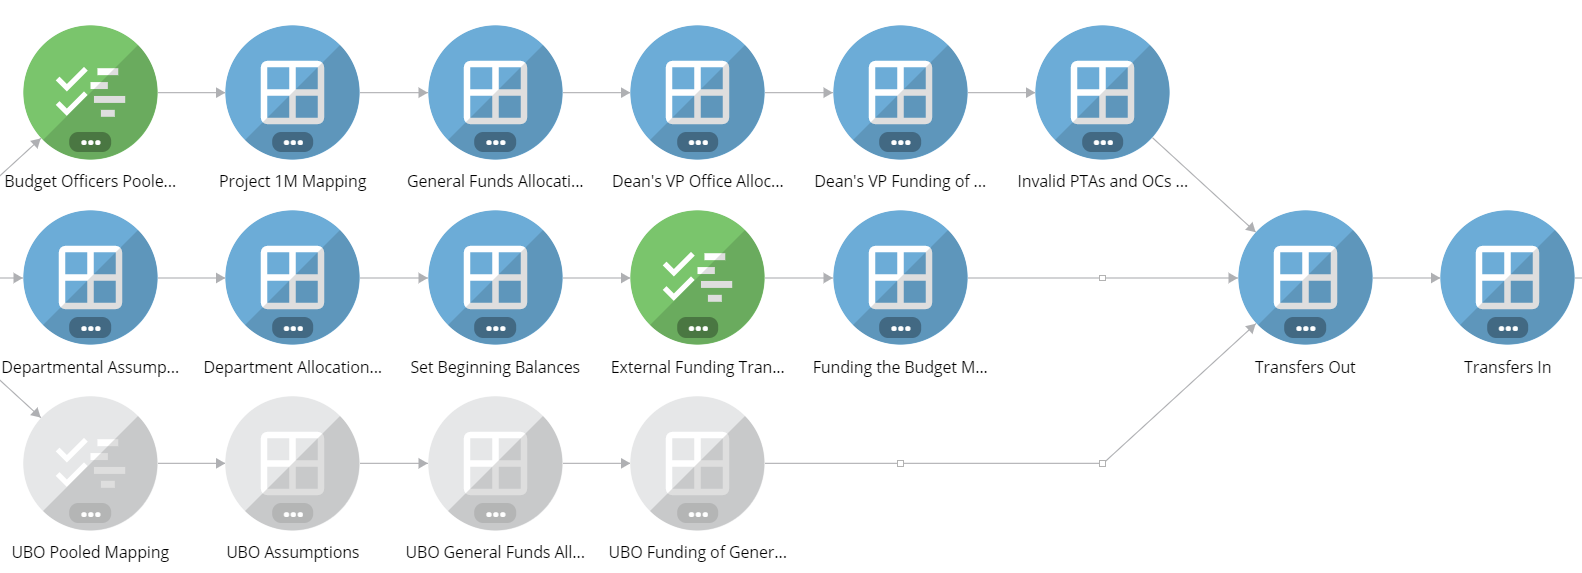 Budget Officers Poole...
Project 1M Mapping
General Funds Allocati...
Dean's VP Office Alloc...
Dean's VP Funding of ...
Invalid PTAs and OCs ...
Departmental Assump...
Department Allocation...
Set Beginning Balances
External Funding Tran...
Funding the Budget M...
Transfers Out
Transfers In
UBO Pooled Mapping
UBO Assumptions
UBO General Funds All...
UBO Funding of Gener...